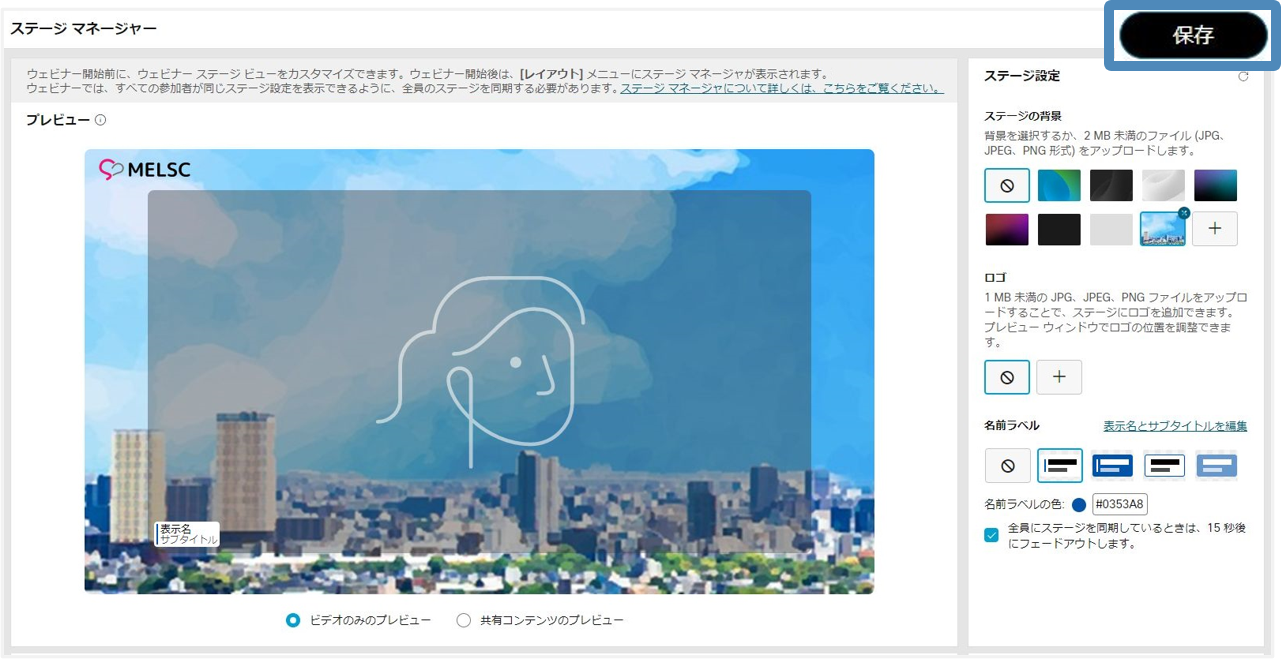 ステージ マネージャー
保存
ウェビナー開始前に、ウェビナー ステージ ビューをカスタマイズできます。ウェビナー開始後は、[レイアウト] メニューにステージ マネージャが表示されます。
ウェビナーでは、すべての参加者が同じステージ設定を表示できるように、全員のステージを同期する必要があります。ステージ マネージャについて詳しくは、こちらをご覧ください。
プレビュー
MELSC
表示名
サブタイトル
ビデオのみのプレビュー
共有コンテンツのプレビュー
ステージ設定
ステージの背景
背景を選択するか、2 MB 未満のファイル (JPG、
JPEG、PNG 形式) をアップロードします。
ロゴ
1 MB 未満の JPG、JPEG、PNG ファイルをアップロ
ードすることで、ステージにロゴを追加できます。
プレビュー ウィンドウでロゴの位置を調整できま
す。
名前ラベル
表示名とサブタイトルを編集
名前ラベルの色:
#0353A8
全員にステージを同期しているときは、15 秒後
にフェードアウトします。